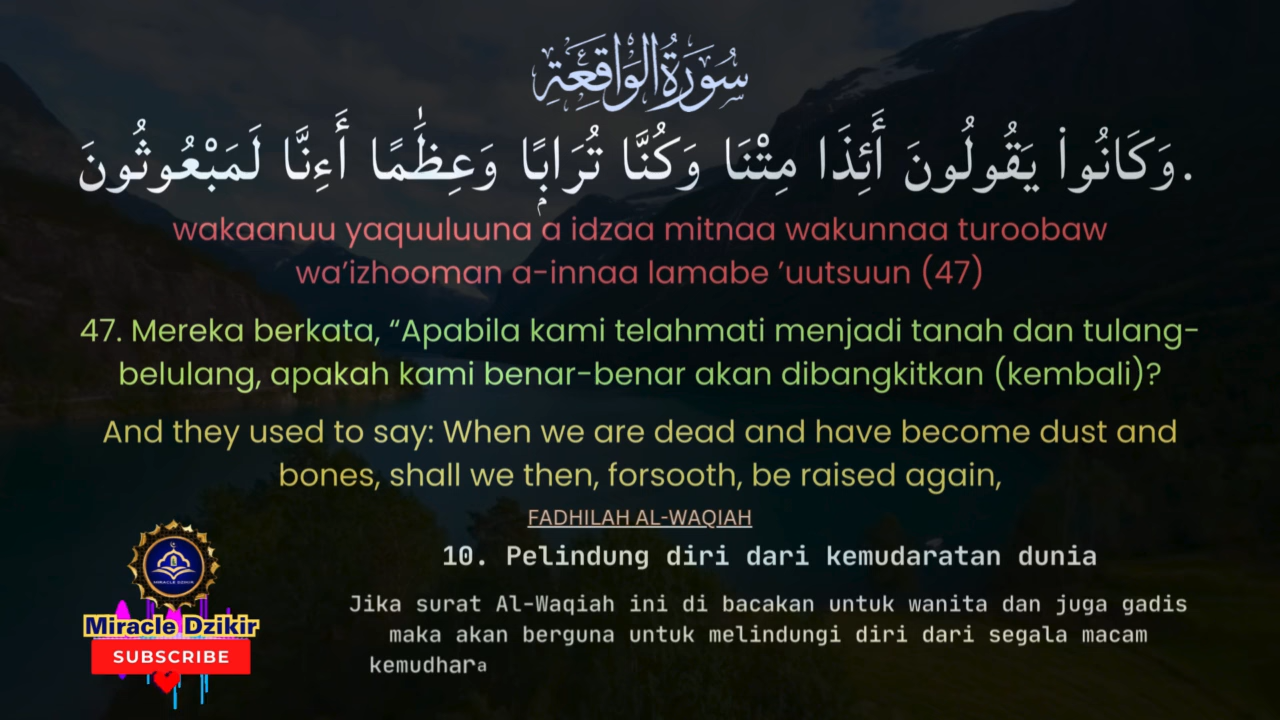 سُورَةُ الْوَاقِعَةِ
وَكَانُوا۟ يَقُولُونَ أَئِذَا مِتْنَا وَكُنَّا تُرَابًۭا وَعِظَٰمًا أَءِنَّا لَمَبْعُوثُونَ.
wakaanuu yaquuluuna a idzaa mitnaa wakunnaa turoobaw
wa’izhooman a-innaa lamabe ’uutsuun (47)
47. Mereka berkata, “Apabila kami telahmati menjadi tanah dan tulang-
belulang, apakah kami benar-benar akan dibangkitkan (kembali)?
And they used to say: When we are dead and have become dust and
bones, shall we then, forsooth, be raised again,
FADHILAH AL-WAQIAH
10. Pelindung diri dari kemudaratan dunia
Jika surat Al-Waqiah ini di bacakan untuk wanita dan juga gadis
maka akan berguna untuk melindungi diri dari segala macam
kemudhara
MIRACLE DZIKIR
Miracle Dzikir
SUBSCRIBE